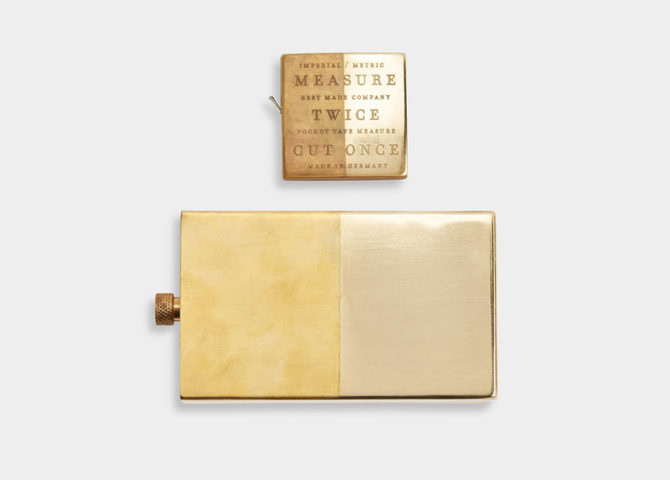 IMPERIAL / METRIC
MEASURE
BEST MADE COMPANY
TWICE
POCKET TAPE MEASURE
CUT ONCE
MADE IN GERMANY